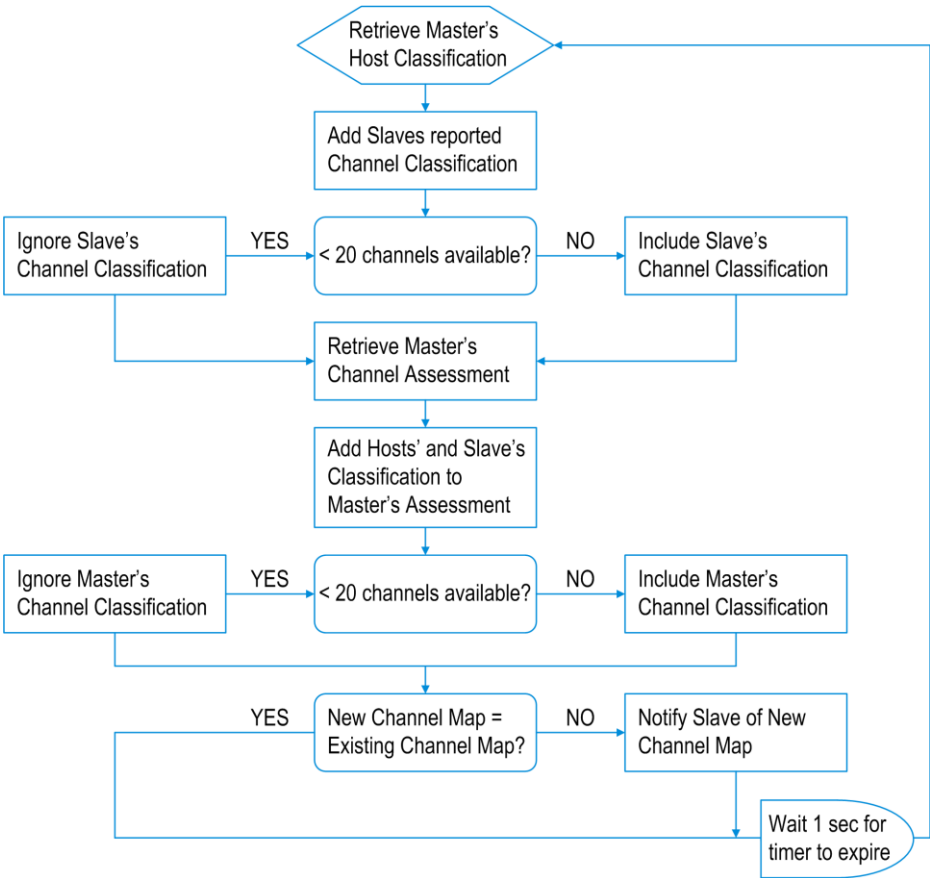 Retrieve Master’s
Host Classification
Add Slaves reported
Channel Classification
Ignore Slave’s
Channel Classification
YES
< 20 channels available?
NO
Include Slave’s
Channel Classification
Retrieve Master’s
Channel Assessment
Add Hosts’ and Slave’s
Classification to
Master’s Assessment
Ignore Master’s
Channel Classification
YES
< 20 channels available?
NO
Include Master’s
Channel Classification
YES
New Channel Map =
Existing Channel Map?
NO
Notify Slave of New
Channel Map
Wait 1 sec for
timer to expire